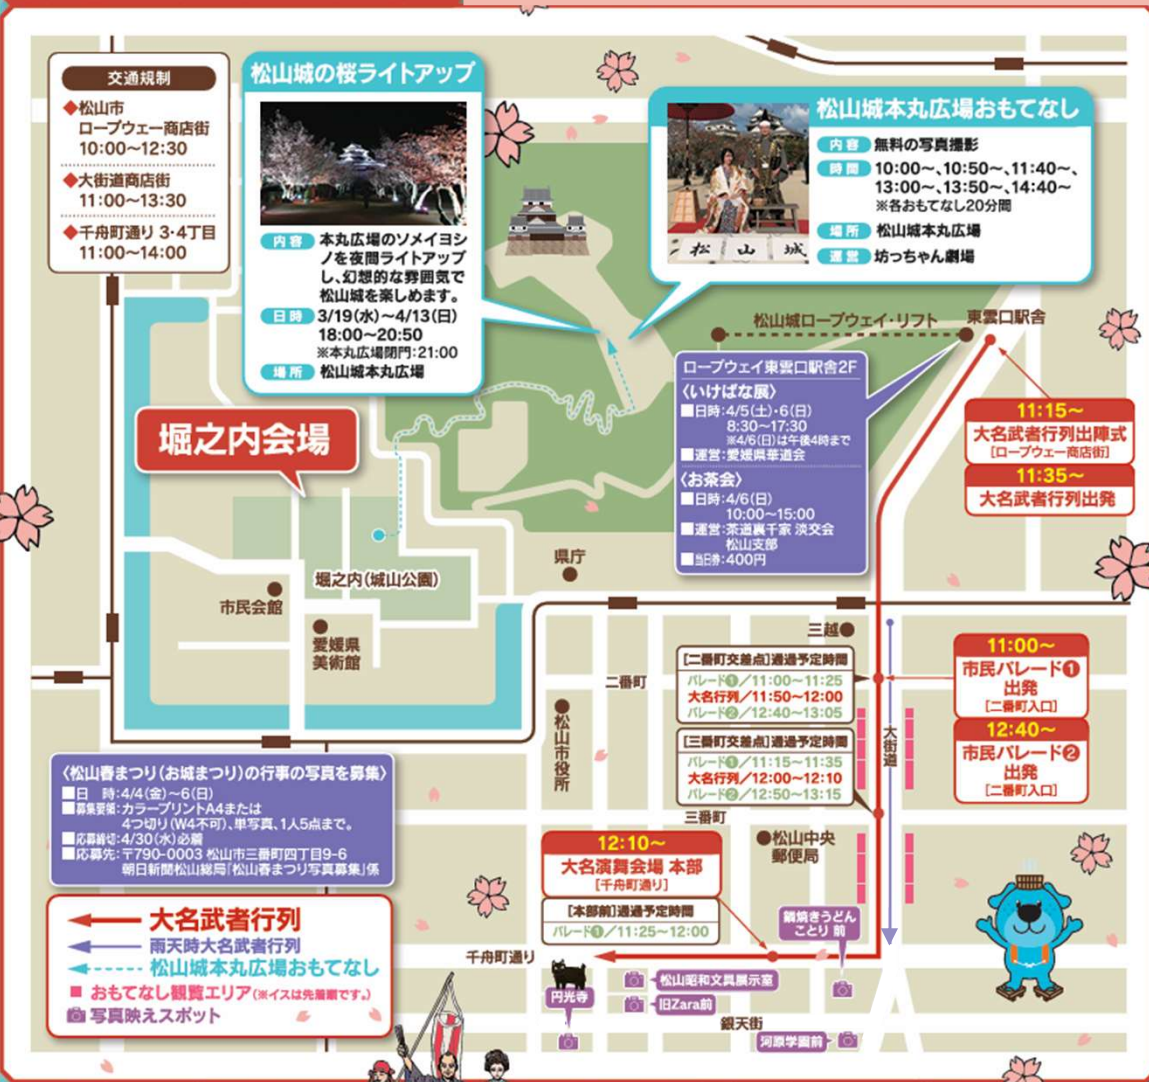 交通規制
◆松山市
ロープウェー商店街
10:00〜12:30
◆大街道商店街
11:00〜13:30
◆千舟町通り 3・4丁目
11:00〜14:00
松山城の桜ライトアップ
内容 本丸広場のソメイヨシ
ノを夜間ライトアップ
し、幻想的な雰囲気で
松山城を楽しめます。
日時 3/19(水)〜4/13(日)
18:00〜20:50
※本丸広場閉門:21:00
場所 松山城本丸広場
松山城本丸広場おもてなし
松山城
内容 無料の写真撮影
時間 10:00〜、10:50〜、11:40〜、
13:00〜、13:50〜、14:40〜
※各おもてなし20分間
場所 松山城本丸広場
運営 坊っちゃん劇場
松山城ロープウェイ・リフト
東雲口駅舎
ロープウェイ東雲口駅舎2F
〈いけばな展〉
■日時:4/5(土)・6(日)
8:30〜17:30
※4/6(日)は午後4時まで
■運営:愛媛県華道会
〈お茶会〉
■日時:4/6(日)
10:00〜15:00
■運営:茶道裏千家 淡交会
松山支部
■当日券:400円
11:15〜
大名武者行列出陣式
[ロープウェー商店街]
11:35〜
大名武者行列出発
堀之内会場
堀之内(城山公園)
市民会館
愛媛県
美術館
県庁
三越
二番町
松山市役所
[二番町交差点]通過予定時間
パレード❶/11:00〜11:25
大名行列/11:50〜12:00
パレード❷/12:40〜13:05
[三番町交差点]通過予定時間
パレード❶/11:15〜11:35
大名行列/12:00〜12:10
パレード❷/12:50〜13:15
大街道
11:00〜
市民パレード❶
出発
[二番町入口]
12:40〜
市民パレード❷
出発
[二番町入口]
三番町
松山中央
郵便局
12:10〜
大名演舞会場 本部
[千舟町通り]
[本部前]通過予定時間
パレード❶/11:25〜12:00
鍋焼きうどん
ことり 前
千舟町通り
円光寺
松山昭和文具展示室
旧Zara前
銀天街
河原学園前
〈松山春まつり(お城まつり)の行事の写真を募集〉
■日 時:4/4(金)〜6(日)
■募集要領:カラープリントA4または
4つ切り(W4不可)、単写真、1人5点まで。
■応募締切:4/30(水)必着
■応募先:〒790-0003 松山市三番町四丁目9-6
朝日新聞松山総局「松山春まつり写真募集」係
大名武者行列
雨天時大名武者行列
松山城本丸広場おもてなし
■おもてなし観覧エリア(※イスは先着順です。)
写真映えスポット